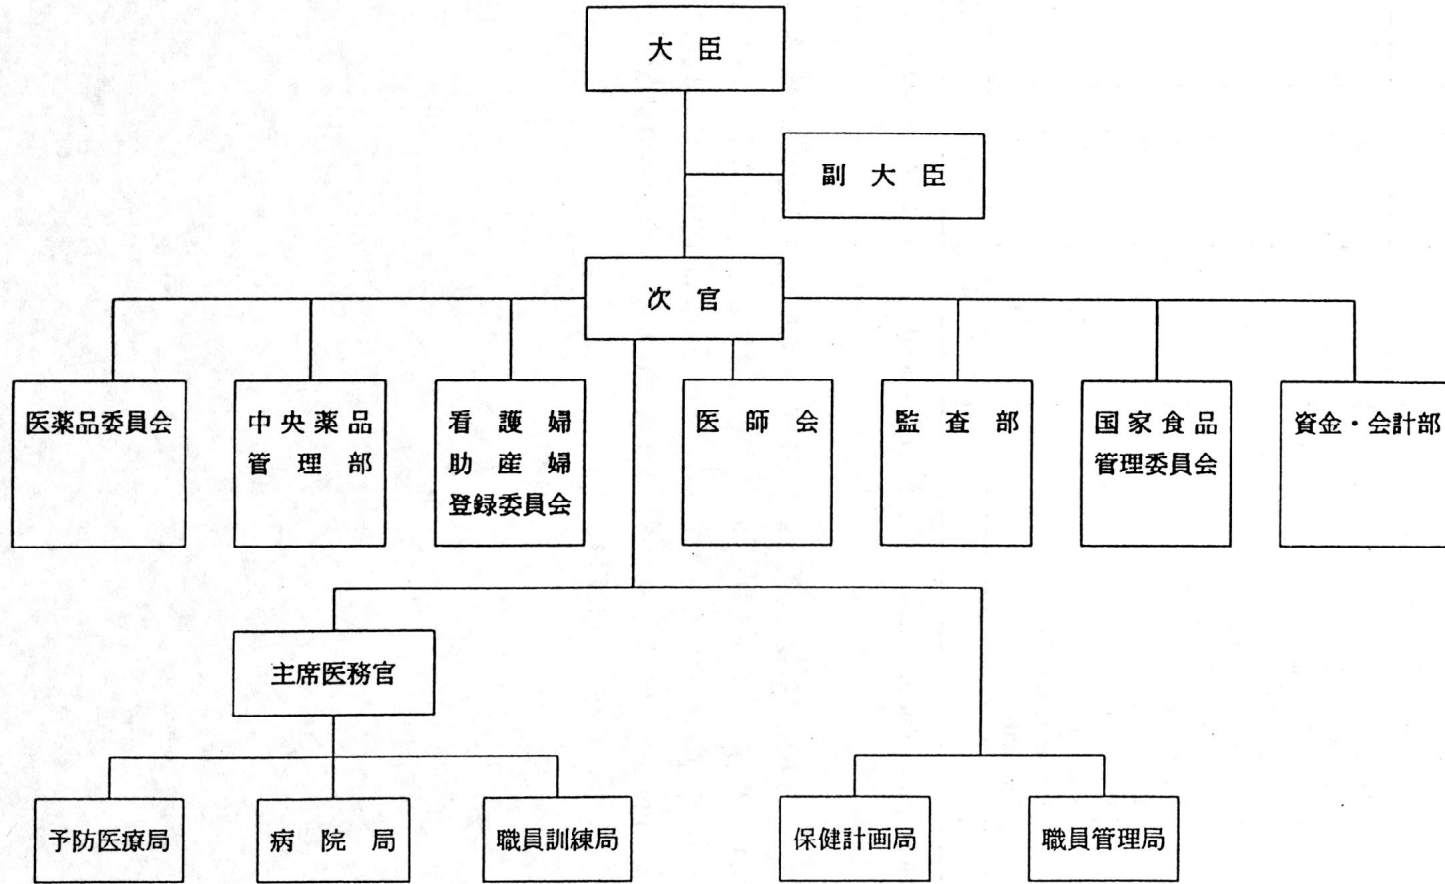 大臣
副大臣
次官
医薬品委員会
中央薬品
管理部
看護婦
助産婦
登録委員会
医師会
監査部
国家食品
管理委員会
資金・会計部
主席医務官
予防医療局
病院局
職員訓練局
保健計画局
職員管理局